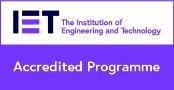 IET The Institution of
Engineering and Technology
Accredited Programme